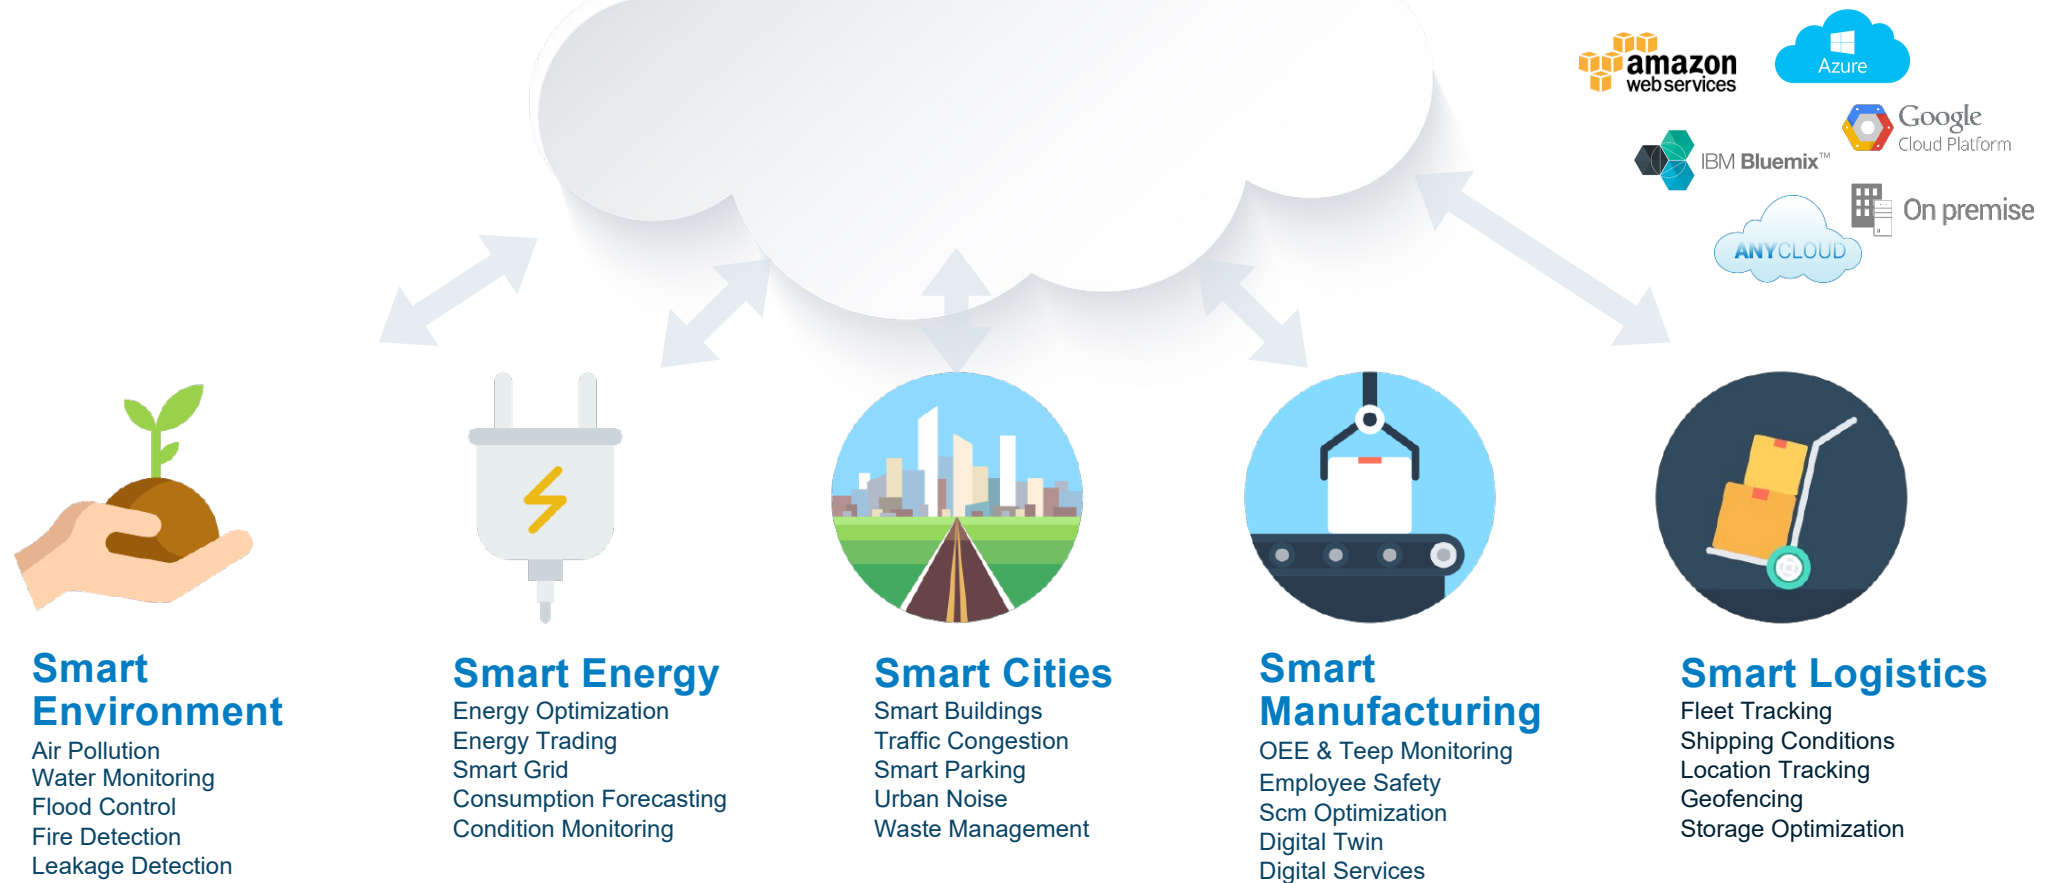 amazon
webservices
Azure
Google
Cloud Platform
IBM Bluemix™
On premise
ANYCLOUD
Smart
Environment
Air Pollution
Water Monitoring
Flood Control
Fire Detection
Leakage Detection
Smart Energy
Energy Optimization
Energy Trading
Smart Grid
Consumption Forecasting
Condition Monitoring
Smart Cities
Smart Buildings
Traffic Congestion
Smart Parking
Urban Noise
Waste Management
Smart
Manufacturing
OEE & Teep Monitoring
Employee Safety
Scm Optimization
Digital Twin
Digital Services
Smart Logistics
Fleet Tracking
Shipping Conditions
Location Tracking
Geofencing
Storage Optimization